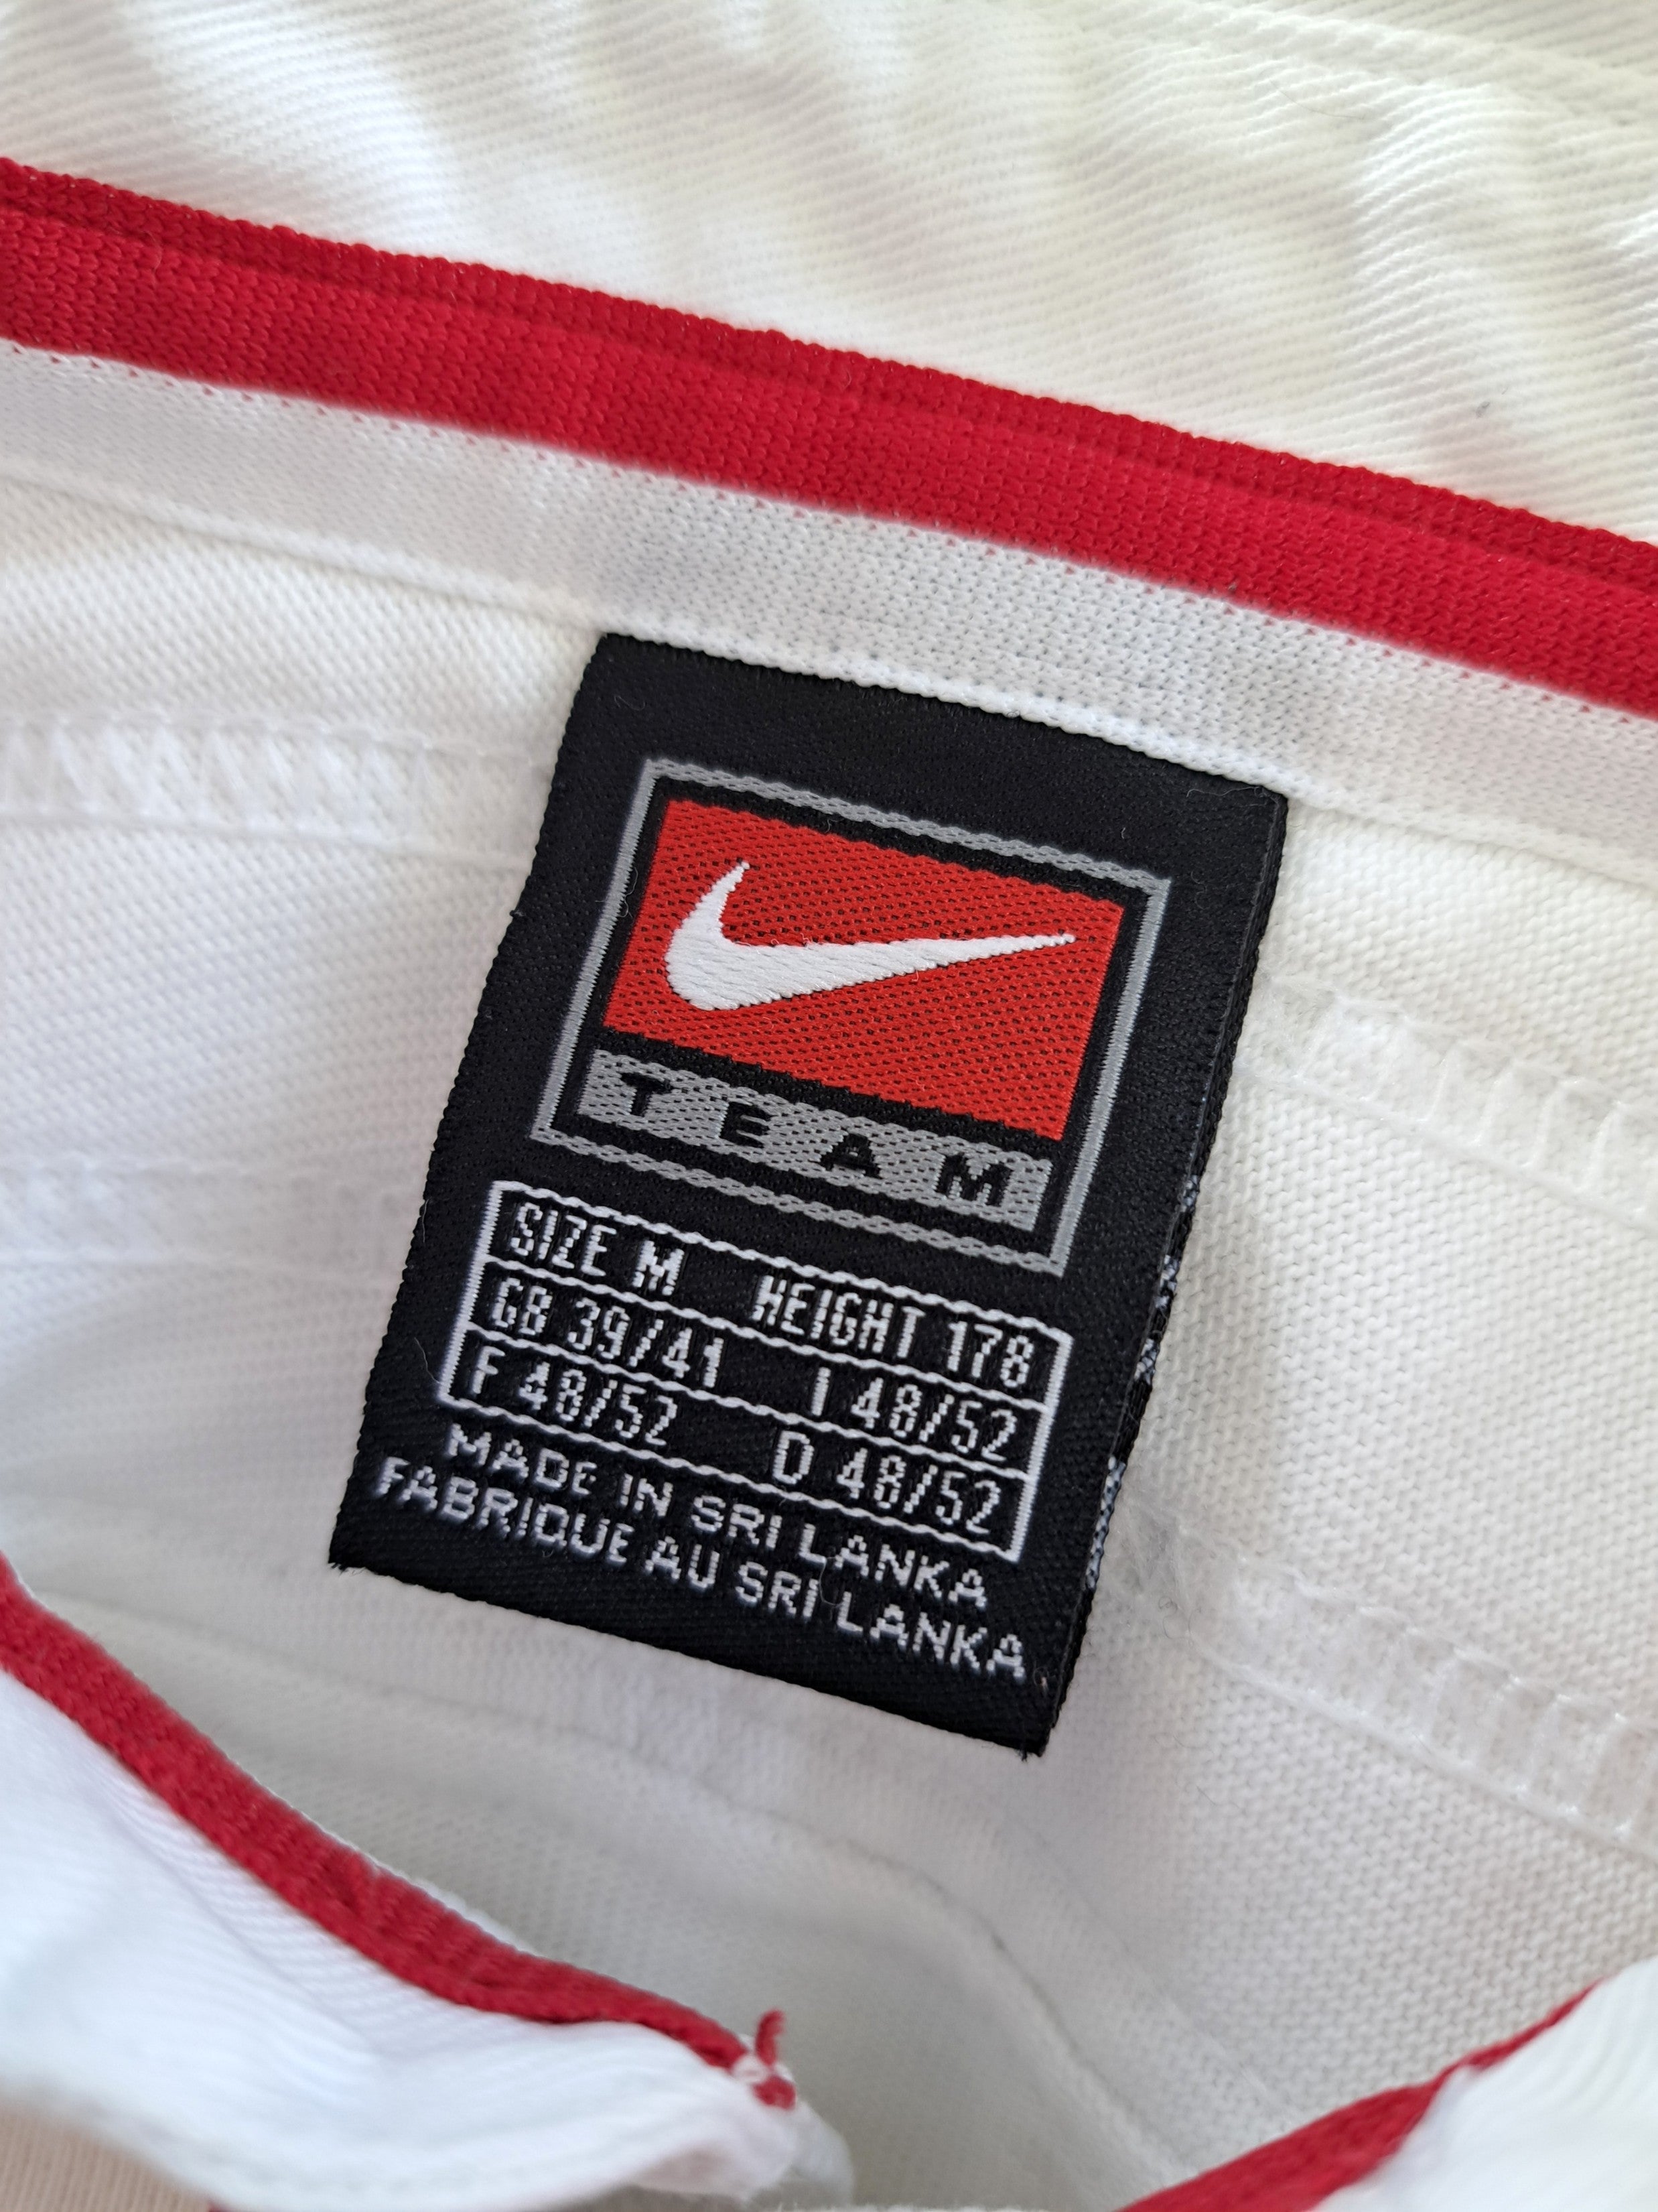 TEAM
SIZE M HEIGHT 178
GB 39/41 I 48/52
F 48/52 D 48/52
MADE IN SRI LANKA
FABRIQUE AU SRI LANKA